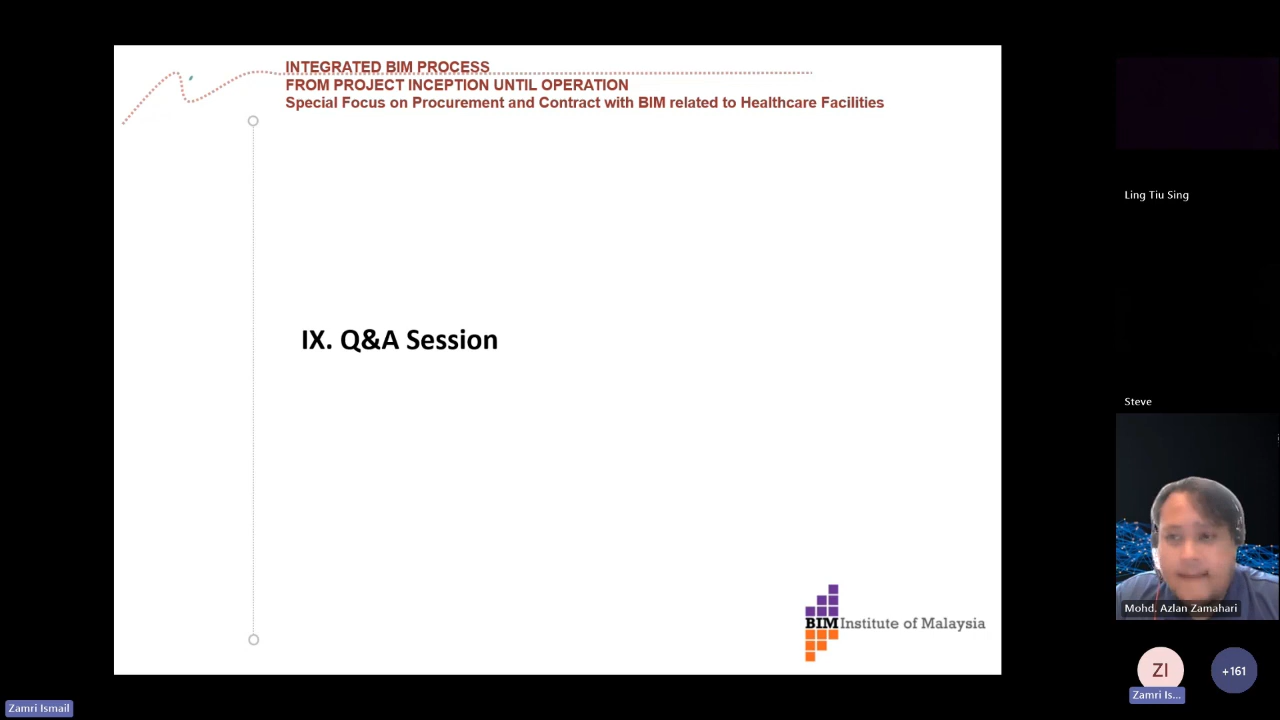 INTEGRATED BIM PROCESS
FROM PROJECT INCEPTION UNTIL OPERATION
Special Focus on Procurement and Contract with BIM related to Healthcare Facilities
IX. Q&A Session
BIM Institute of Malaysia
Ling Tiu Sing
Steve
Mohd. Azlan Zamahari
ZI
+161
Zamri Is...
Zamri Ismail